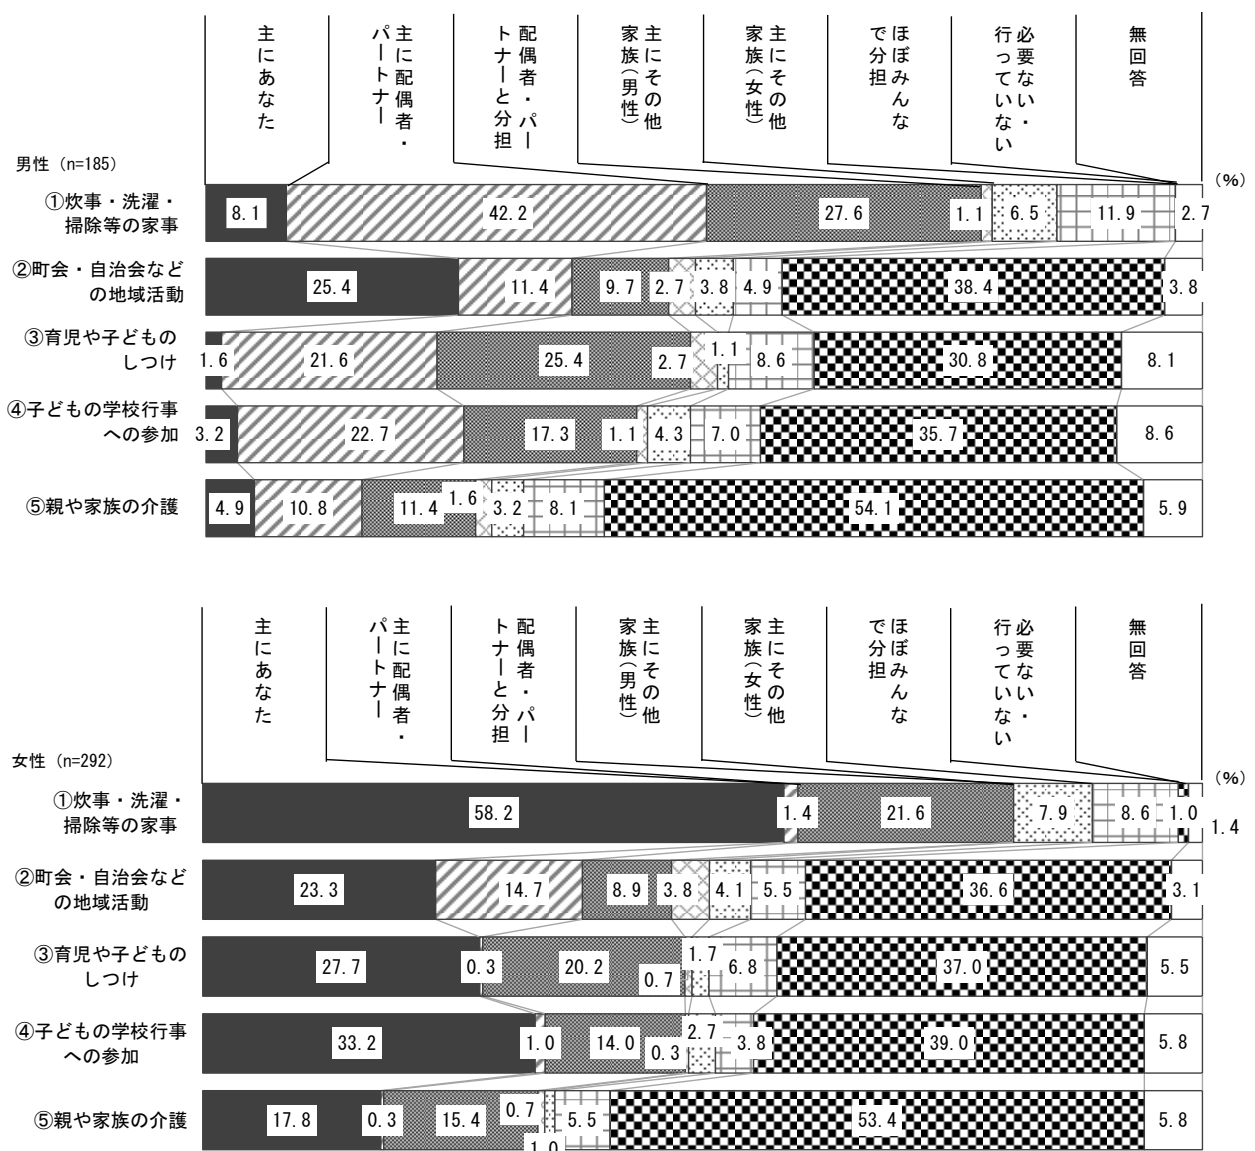 主にあなた
主に配偶者・
パートナー
配偶者・パー
トナーと分担
主にその他
家族(男性)
主にその他
家族(女性)
ほぼみんな
で分担
必要ない・
行っていない
無回答
男性 (n=185)
(%)
①炊事・洗濯・
掃除等の家事
8.1 42.2 27.6 1.1 6.5 11.9 2.7
②町会・自治会など
の地域活動
25.4 11.4 9.7 2.7 3.8 4.9 38.4 3.8
③育児や子どもの
しつけ
1.6 21.6 25.4 2.7 1.1 8.6 30.8 8.1
④子どもの学校行事
への参加
3.2 22.7 17.3 1.1 4.3 7.0 35.7 8.6
⑤親や家族の介護
4.9 10.8 11.4 1.6 3.2 8.1 54.1 5.9
主にあなた
主に配偶者・
パートナー
配偶者・パー
トナーと分担
主にその他
家族(男性)
主にその他
家族(女性)
ほぼみんな
で分担
必要ない・
行っていない
無回答
女性 (n=292)
(%)
①炊事・洗濯・
掃除等の家事
58.2 1.4 21.6 7.9 8.6 1.0 1.4
②町会・自治会など
の地域活動
23.3 14.7 8.9 3.8 4.1 5.5 36.6 3.1
③育児や子どもの
しつけ
27.7 0.3 20.2 0.7 1.7 6.8 37.0 5.5
④子どもの学校行事
への参加
33.2 1.0 14.0 0.3 2.7 3.8 39.0 5.8
⑤親や家族の介護
17.8 0.3 15.4 0.7 1.0 5.5 53.4 5.8